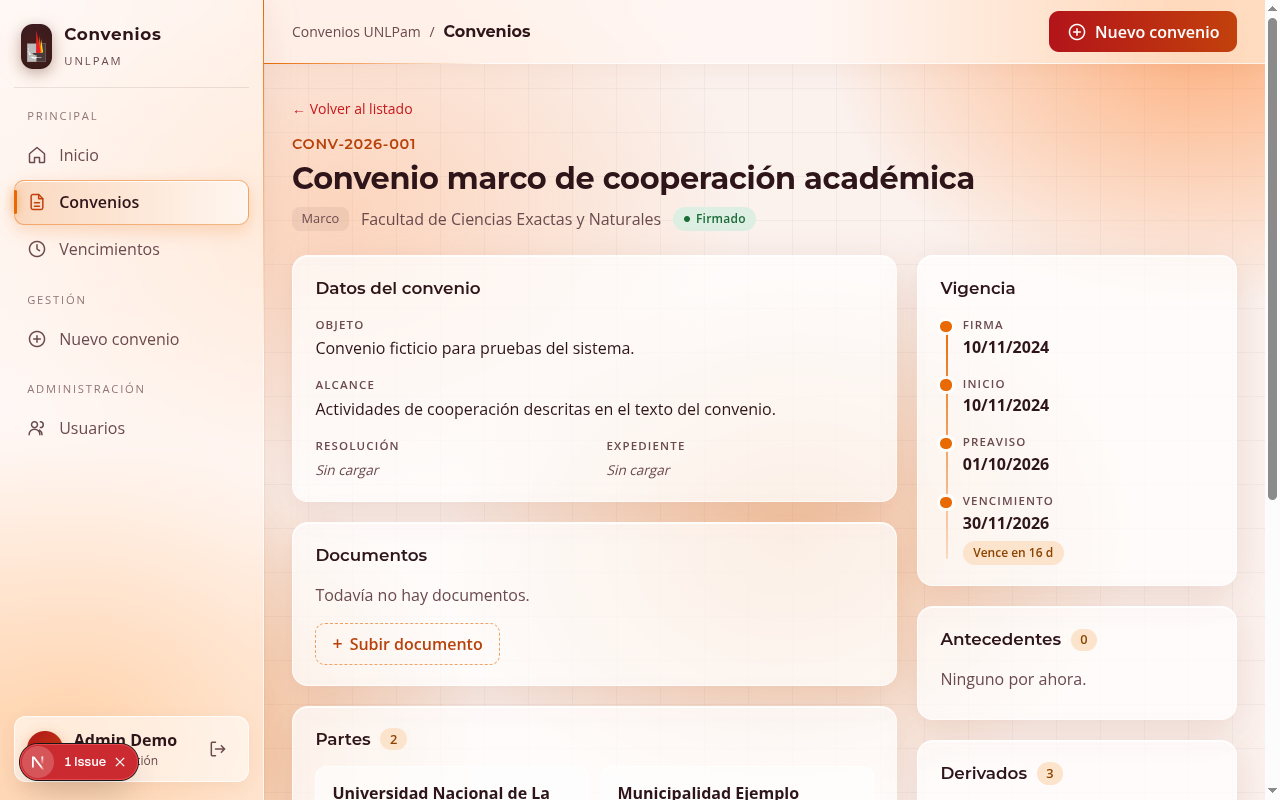 Convenios
UNLPAM
PRINCIPAL
Inicio
Convenios
Vencimientos
GESTIÓN
Nuevo convenio
ADMINISTRACIÓN
Usuarios
Admin Demo
ión
N
1 Issue
Convenios UNLPam / Convenios
Nuevo convenio
← Volver al listado
CONV-2026-001
Convenio marco de cooperación académica
Marco Facultad de Ciencias Exactas y Naturales Firmado
Datos del convenio
OBJETO
Convenio ficticio para pruebas del sistema.
ALCANCE
Actividades de cooperación descritas en el texto del convenio.
RESOLUCIÓN EXPEDIENTE
Sin cargar Sin cargar
Documentos
Todavía no hay documentos.
+ Subir documento
Partes 2
Universidad Nacional de La Municipalidad Ejemplo
Vigencia
FIRMA
10/11/2024
INICIO
10/11/2024
PREAVISO
01/10/2026
VENCIMIENTO
30/11/2026
Vence en 16 d
Antecedentes 0
Ninguno por ahora.
Derivados 3